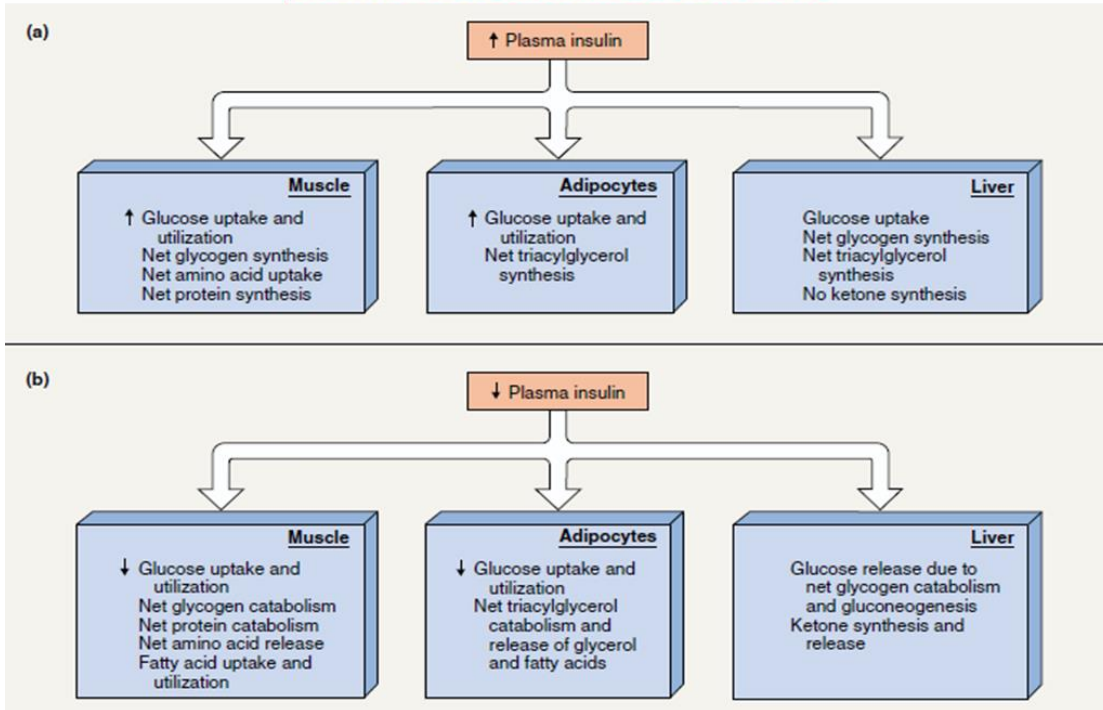 (a)
↑ Plasma insulin
Muscle
↑ Glucose uptake and
utilization
Net glycogen synthesis
Net amino acid uptake
Net protein synthesis
Adipocytes
↑ Glucose uptake and
utilization
Net triacylglycerol
synthesis
Liver
Glucose uptake
Net glycogen synthesis
Net triacylglycerol
synthesis
No ketone synthesis
(b)
↓ Plasma insulin
Muscle
↓ Glucose uptake and
utilization
Net glycogen catabolism
Net protein catabolism
Net amino acid release
Fatty acid uptake and
utilization
Adipocytes
↓ Glucose uptake and
utilization
Net triacylglycerol
catabolism and
release of glycerol
and fatty acids
Liver
Glucose release due to
net glycogen catabolism
and gluconeogenesis
Ketone synthesis and
release